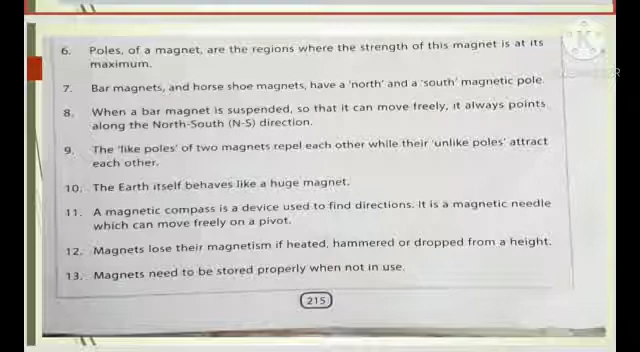 6. Poles, of a magnet, are the regions where the strength of this magnet is at its
maximum.
7. Bar magnets, and horse shoe magnets, have a 'north' and a 'south' magnetic pole.
8. When a bar magnet is suspended, so that it can move freely, it always points
along the North-South (N-S) direction.
9. The 'like poles' of two magnets repel each other while their 'unlike poles' attract
each other.
10. The Earth itself behaves like a huge magnet.
11. A magnetic compass is a device used to find directions. It is a magnetic needle
which can move freely on a pivot.
12. Magnets lose their magnetism if heated, hammered or dropped from a height.
13. Magnets need to be stored properly when not in use.
215